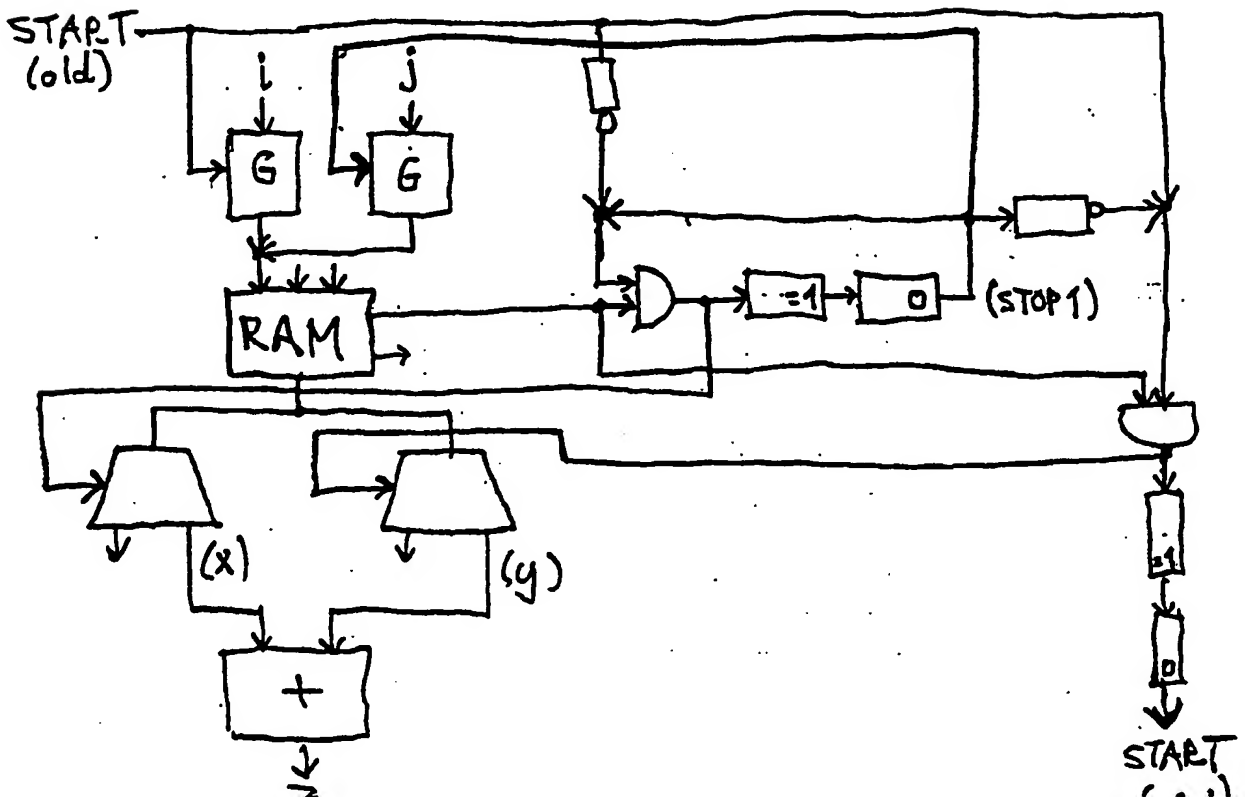 START
(old)
i
j
G
G
RAM
=1
0
(STOP1)
(x)
(y)
=1
0
+
START